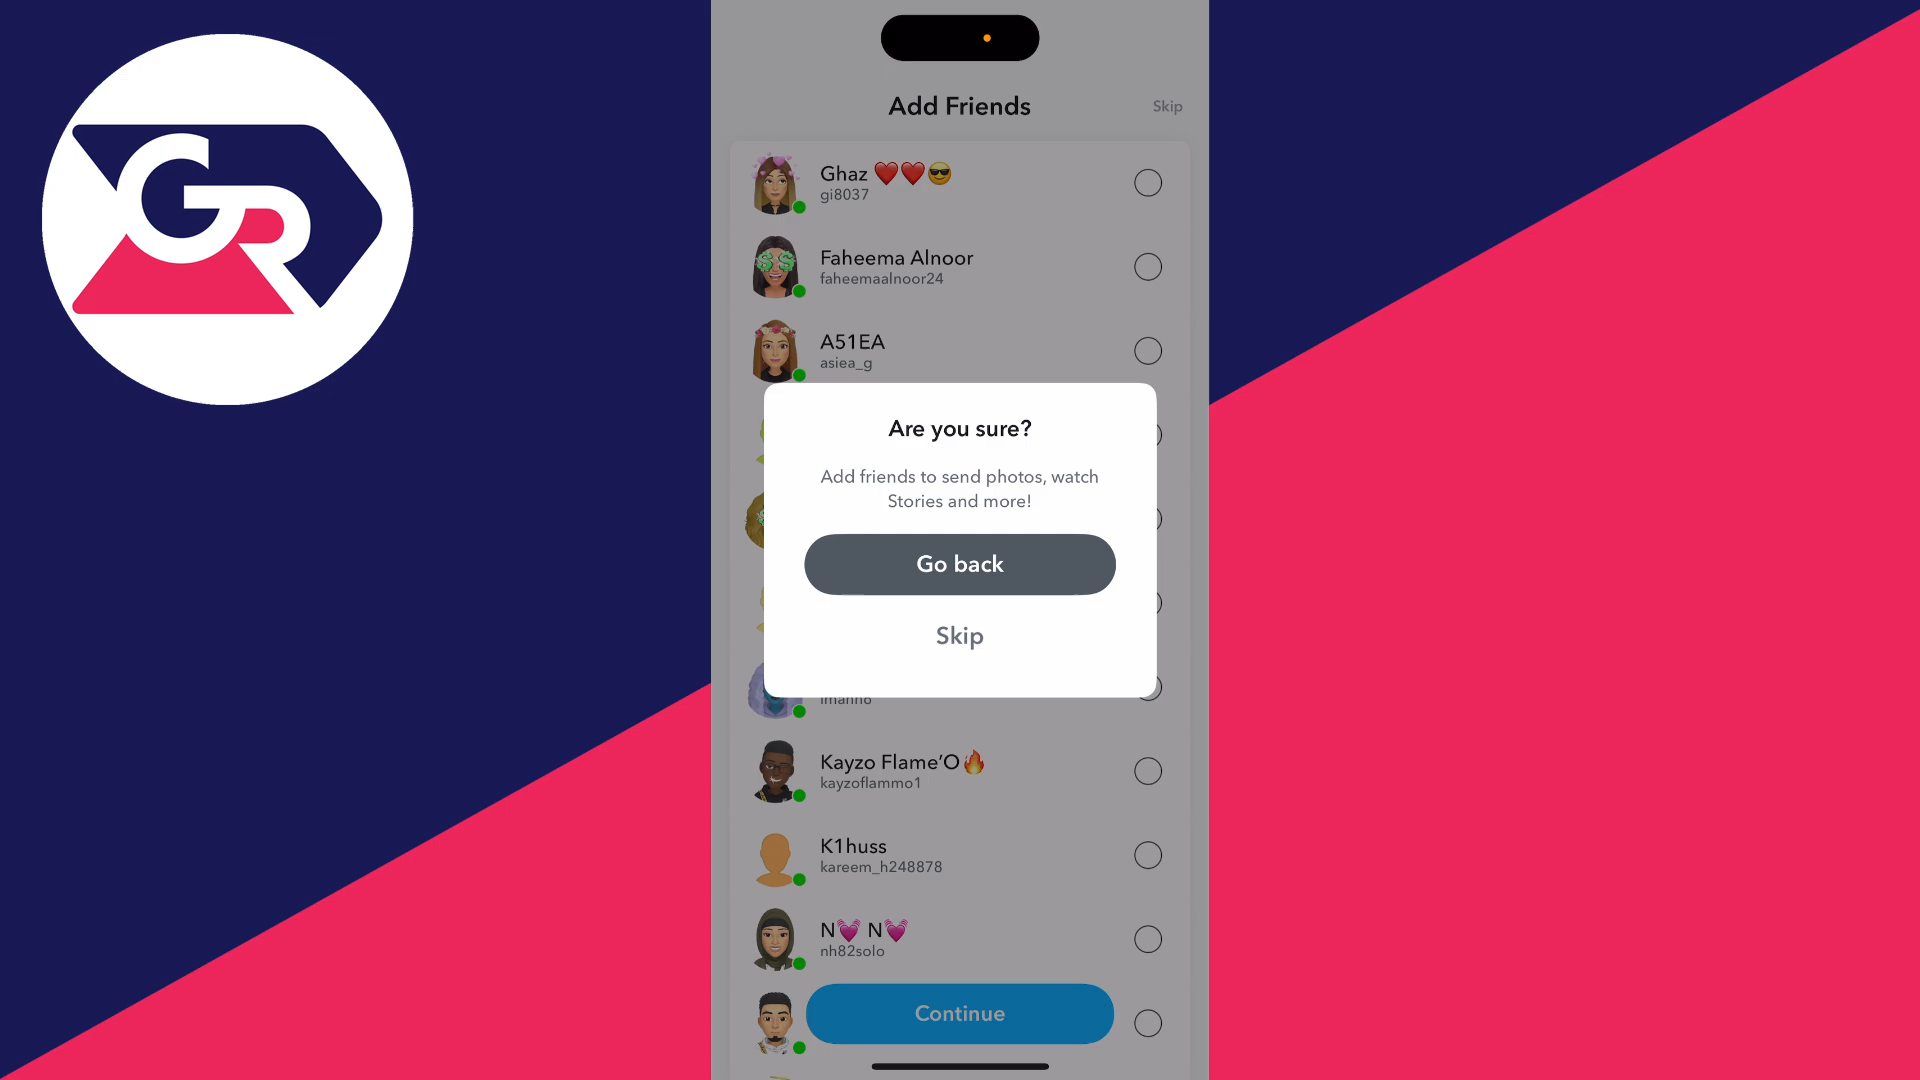 GR
Add Friends
Skip
Ghaz ❤️❤️😎
gi8037
Faheema Alnoor
faheemaalnoor24
A51EA
asiea_g
Are you sure?
Add friends to send photos, watch
Stories and more!
Go back
Skip
Kayzo Flame’O🔥
kayzoflammo1
K1huss
kareem_h248878
N💓 N💓
nh82solo
Continue